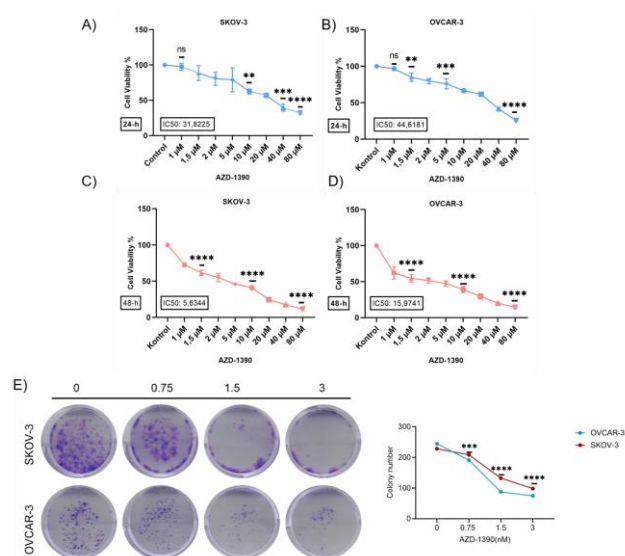 A)
SKOV-3
Cell Viability %
150
100
50
0
ns
**
***
****
24-h
IC50: 31,8225
Control
1 µM
1,5 µM
2 µM
5 µM
10 µM
20 µM
40 µM
80 µM
AZD-1390
B)
OVCAR-3
Cell Viability %
150
100
50
0
ns
**
***
****
24-h
IC50: 44,6181
Kontrol
1 µM
1,5 µM
2 µM
5 µM
10 µM
20 µM
40 µM
80 µM
AZD-1390
C)
SKOV-3
Cell Viability %
150
100
50
0
****
****
****
48-h
IC50: 5,6344
Kontrol
1 µM
1,5 µM
2 µM
5 µM
10 µM
20 µM
40 µM
80 µM
AZD-1390
D)
OVCAR-3
Cell Viability %
150
100
50
0
****
****
****
48-h
IC50: 15,9741
Kontrol
1 µM
1,5 µM
2 µM
5 µM
10 µM
20 µM
40 µM
80 µM
AZD-1390
E)
0 0.75 1.5 3
SKOV-3
OVCAR-3
Colony number
300
200
100
0
***
****
****
0 0.75 1.5 3
AZD-1390(nM)
OVCAR-3
SKOV-3